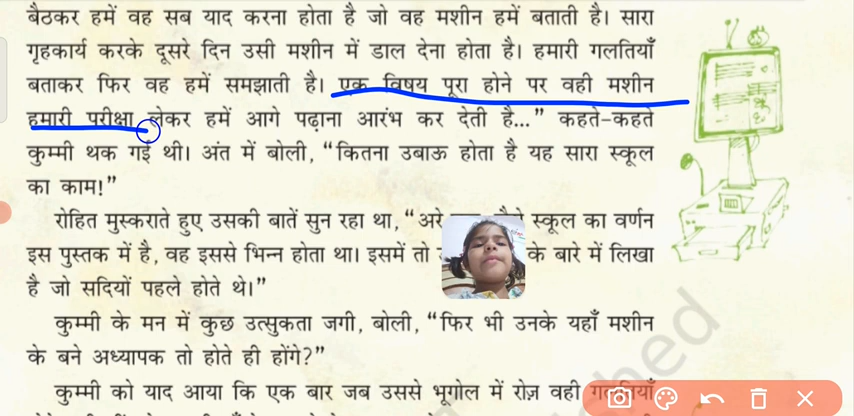 बैठकर हमें वह सब याद करना होता है जो वह मशीन हमें बताती है। सारा
गृहकार्य करके दूसरे दिन उसी मशीन में डाल देना होता है। हमारी गलतियाँ
बताकर फिर वह हमें समझाती है। एक विषय पूरा होने पर वही मशीन
हमारी परीक्षा लेकर हमें आगे पढ़ाना आरंभ कर देती है...” कहते-कहते
कुम्मी थक गई थी। अंत में बोली, “कितना उबाऊ होता है यह सारा स्कूल
का काम!”
रोहित मुस्कराते हुए उसकी बातें सुन रहा था, “अरे स्कूल का वर्णन
इस पुस्तक में है, वह इससे भिन्न होता था। इसमें तो के बारे में लिखा
है जो सदियों पहले होते थे।”
कुम्मी के मन में कुछ उत्सुकता जगी, बोली, “फिर भी उनके यहाँ मशीन
के बने अध्यापक तो होते ही होंगे?”
कुम्मी को याद आया कि एक बार जब उससे भूगोल में रोज़ वही